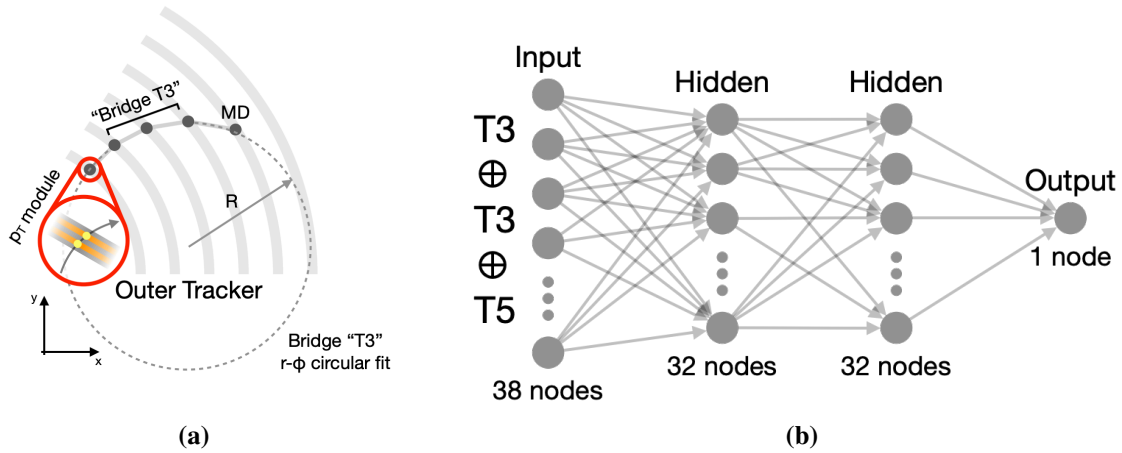 "Bridge T3"
MD
pT module
R
Outer Tracker
y
x
Bridge "T3"
r-φ circular fit
(a)
Input
Hidden
Hidden
T3
⊕
T3
⊕
T5
Output
1 node
38 nodes
32 nodes
32 nodes
(b)